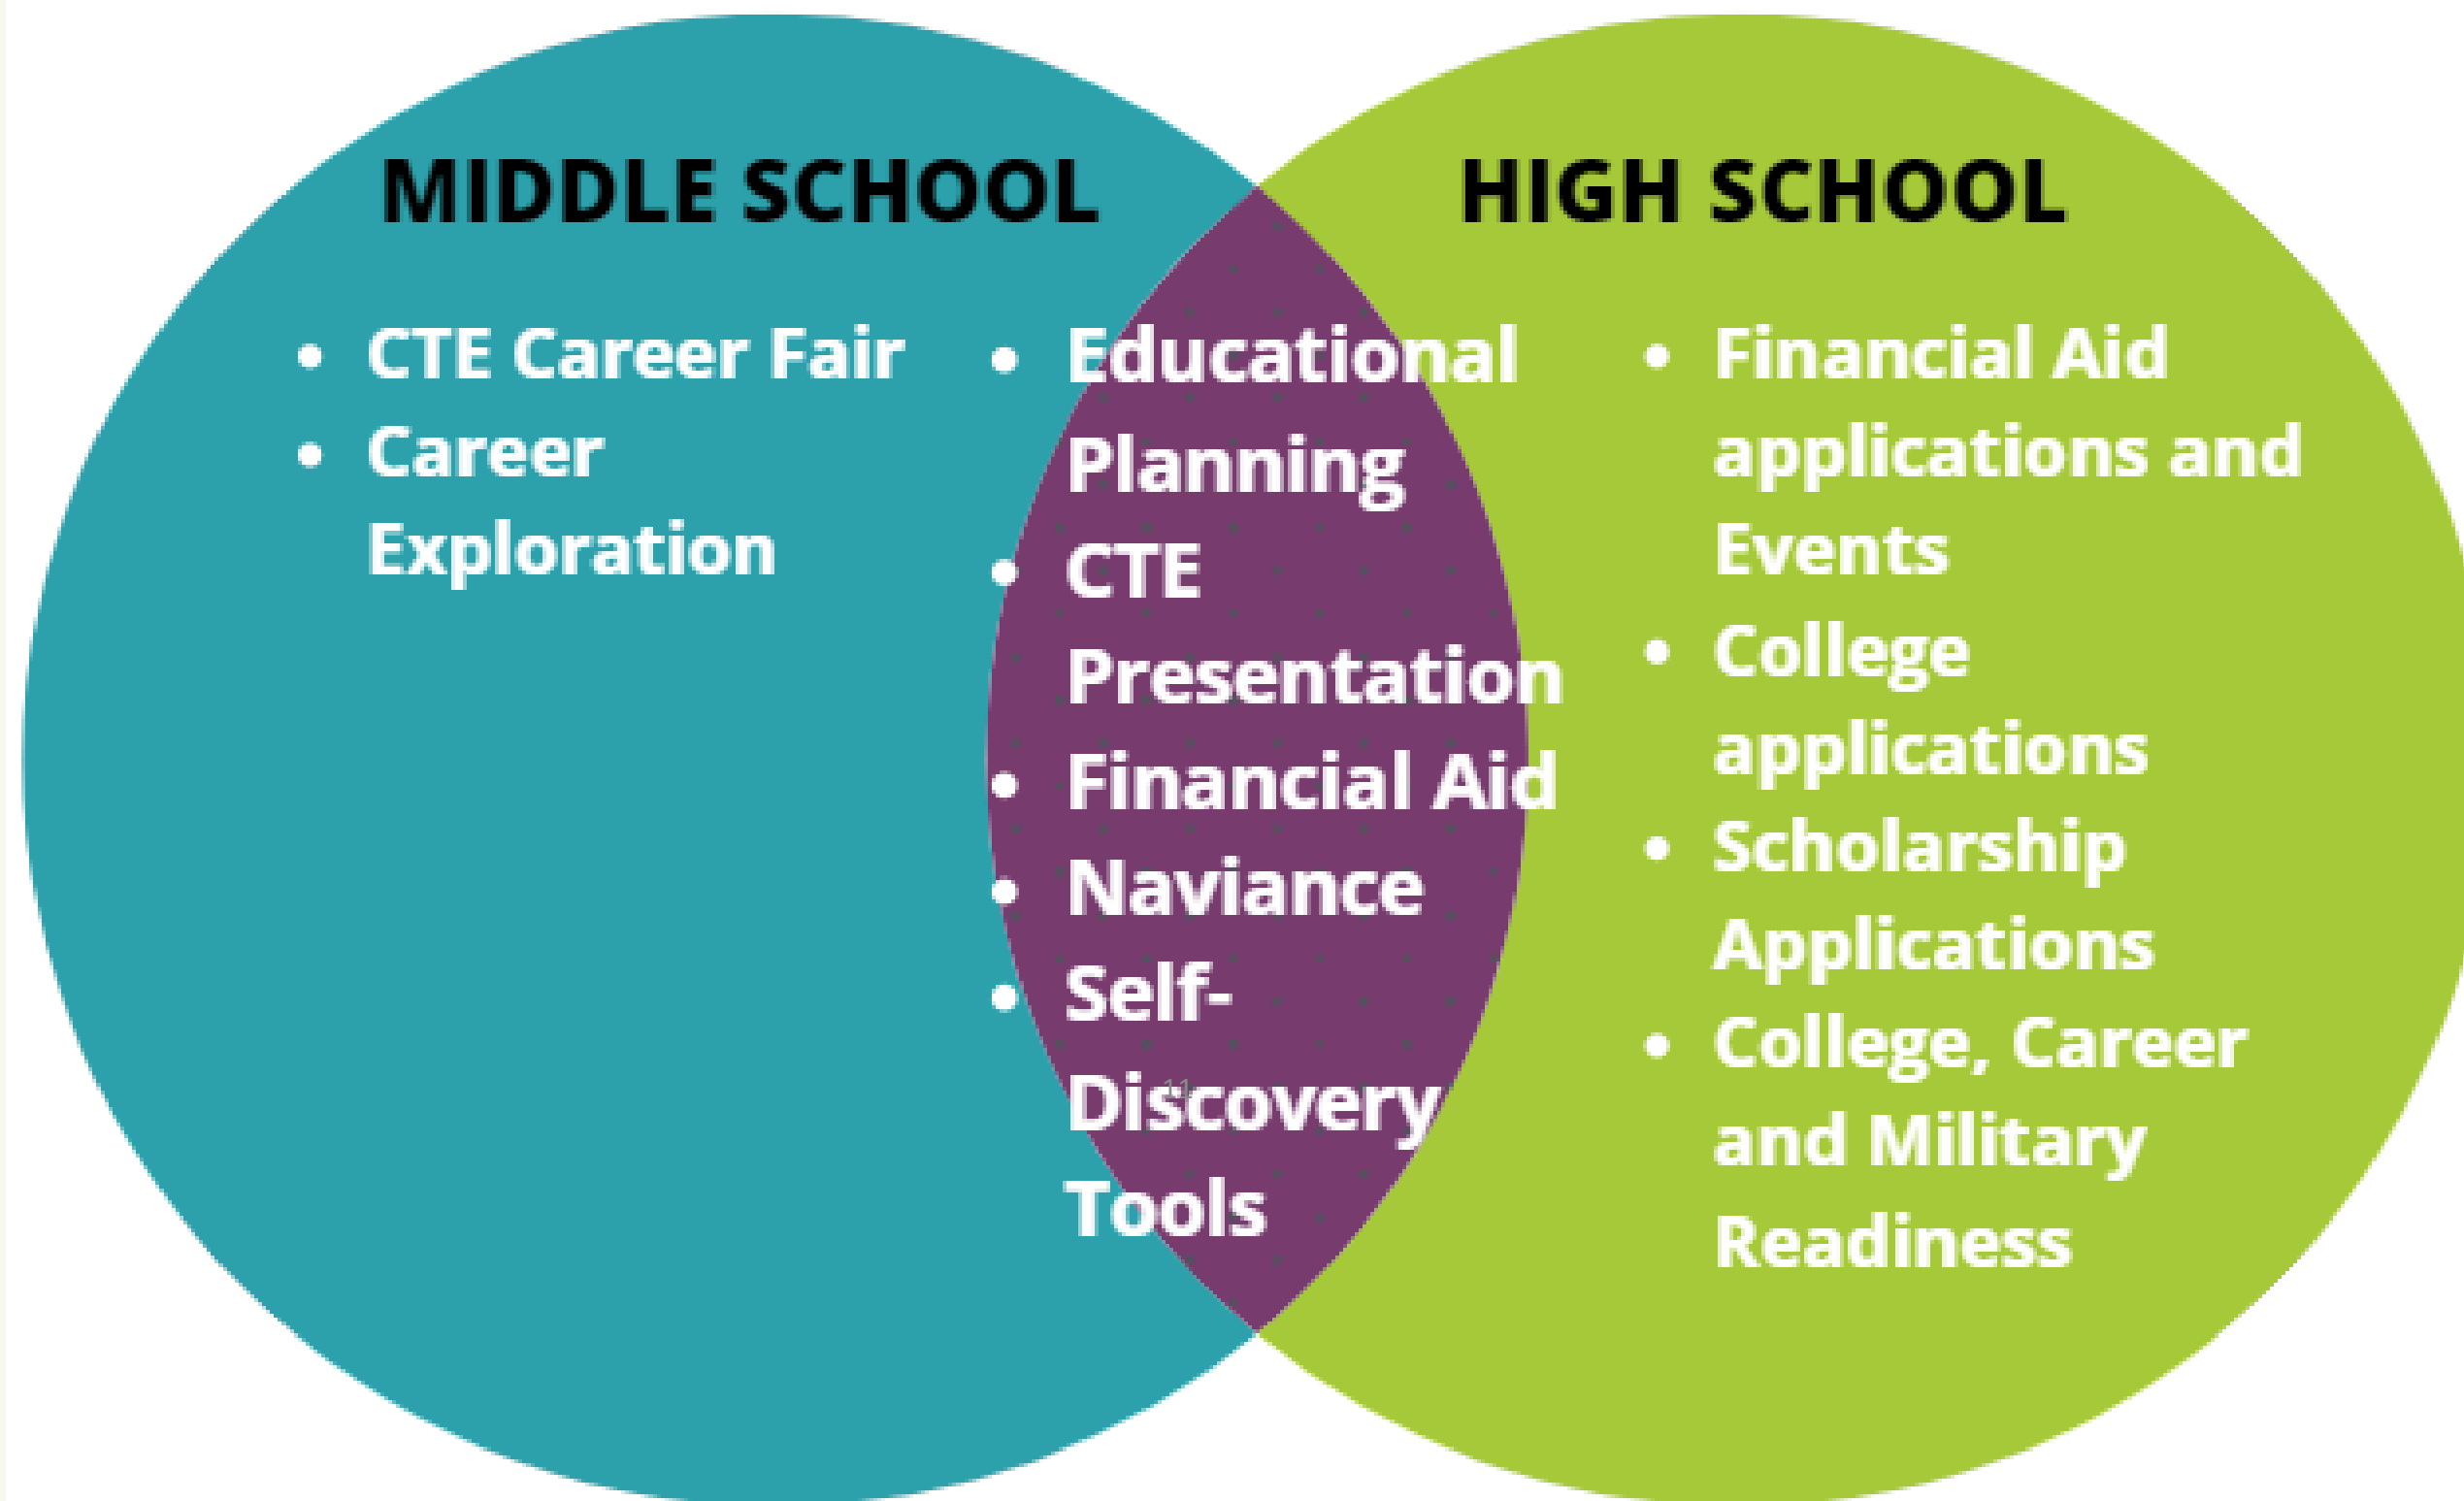 MIDDLE SCHOOL
• CTE Career Fair
• Career
Exploration
• Educational
Planning
• CTE
Presentation
• Financial Aid
• Naviance
• Self-
Discovery
Tools
11
HIGH SCHOOL
• Financial Aid
applications and
Events
• College
applications
• Scholarship
Applications
• College, Career
and Military
Readiness